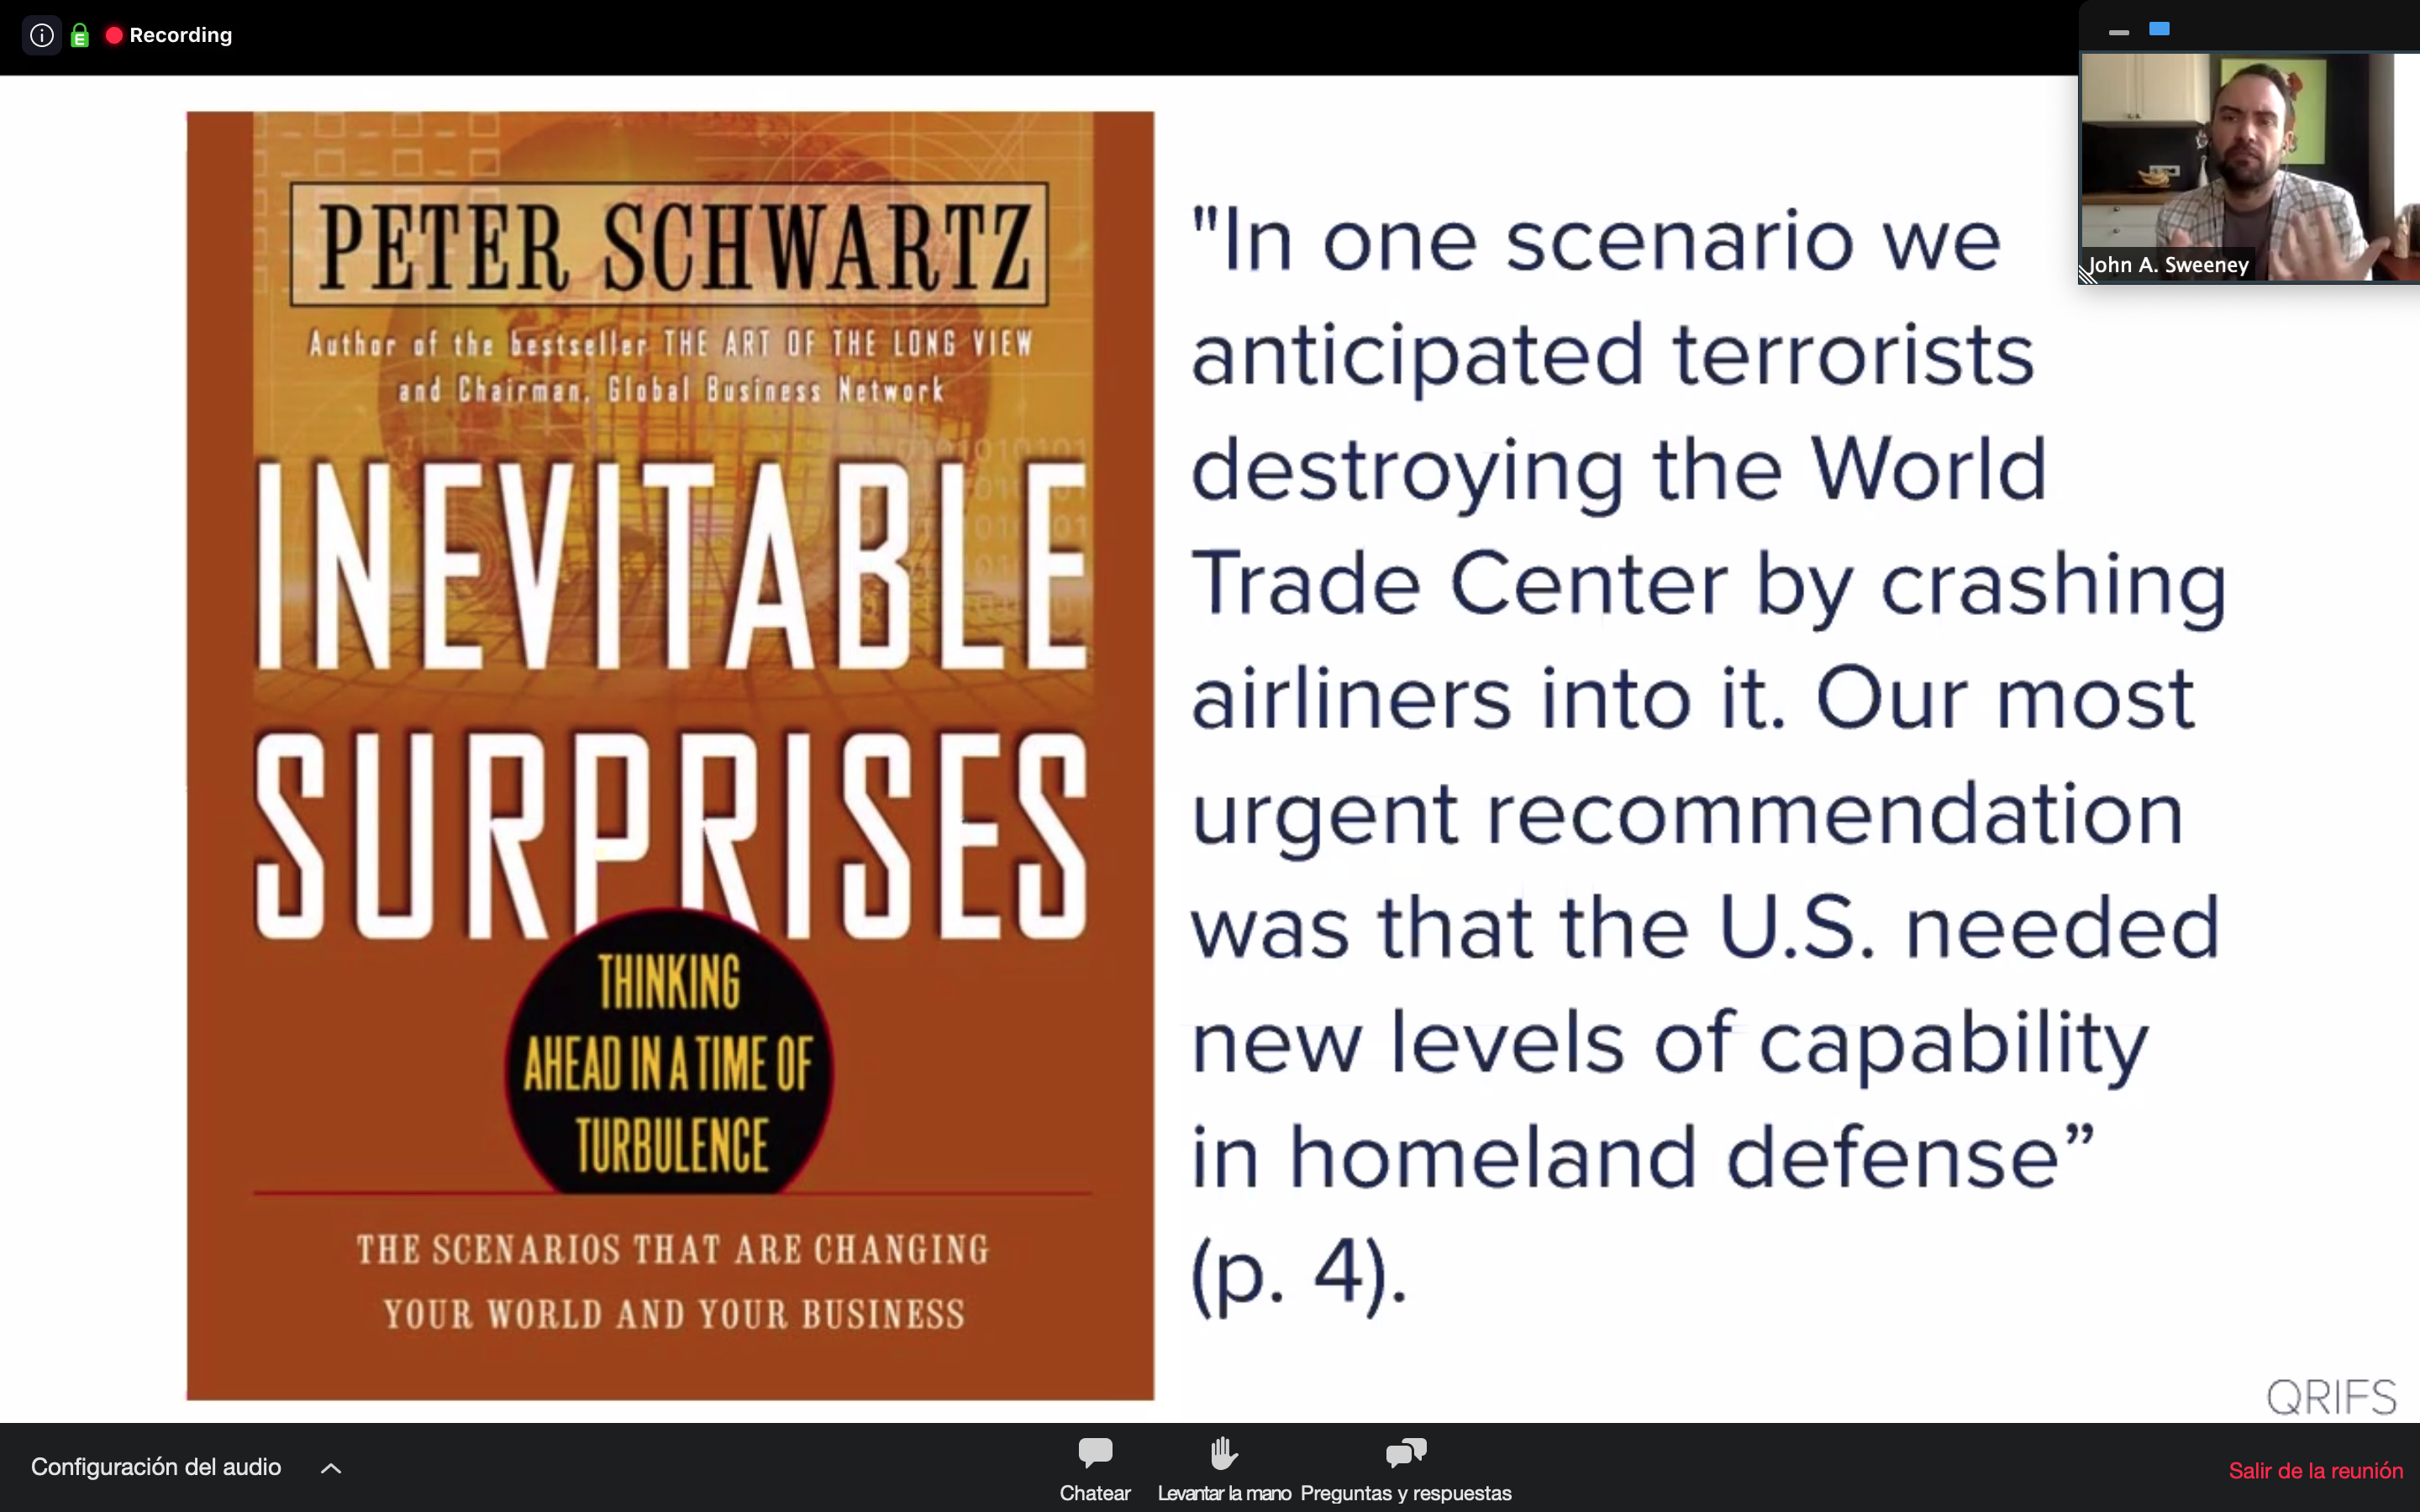 Recording
John A. Sweeney
PETER SCHWARTZ
Author of the bestseller THE ART OF THE LONG VIEW
and Chairman, Global Business Network
INEVITABLE
SURPRISES
THINKING
AHEAD IN A TIME OF
TURBULENCE
THE SCENARIOS THAT ARE CHANGING
YOUR WORLD AND YOUR BUSINESS
"In one scenario we
anticipated terrorists
destroying the World
Trade Center by crashing
airliners into it. Our most
urgent recommendation
was that the U.S. needed
new levels of capability
in homeland defense”
(p. 4).
QRIFS
Configuración del audio
Chatear
Levantar la mano
Preguntas y respuestas
Salir de la reunión